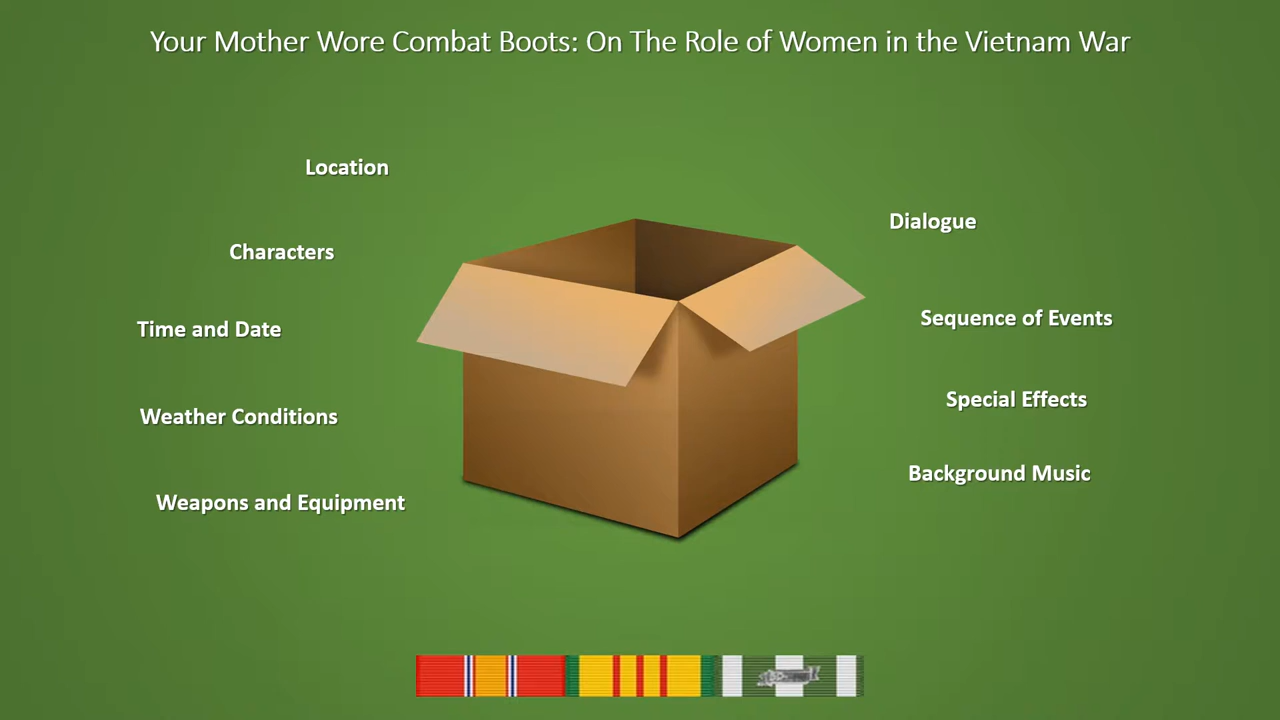 Your Mother Wore Combat Boots: On The Role of Women in the Vietnam War
Location
Characters
Time and Date
Weather Conditions
Weapons and Equipment
Dialogue
Sequence of Events
Special Effects
Background Music